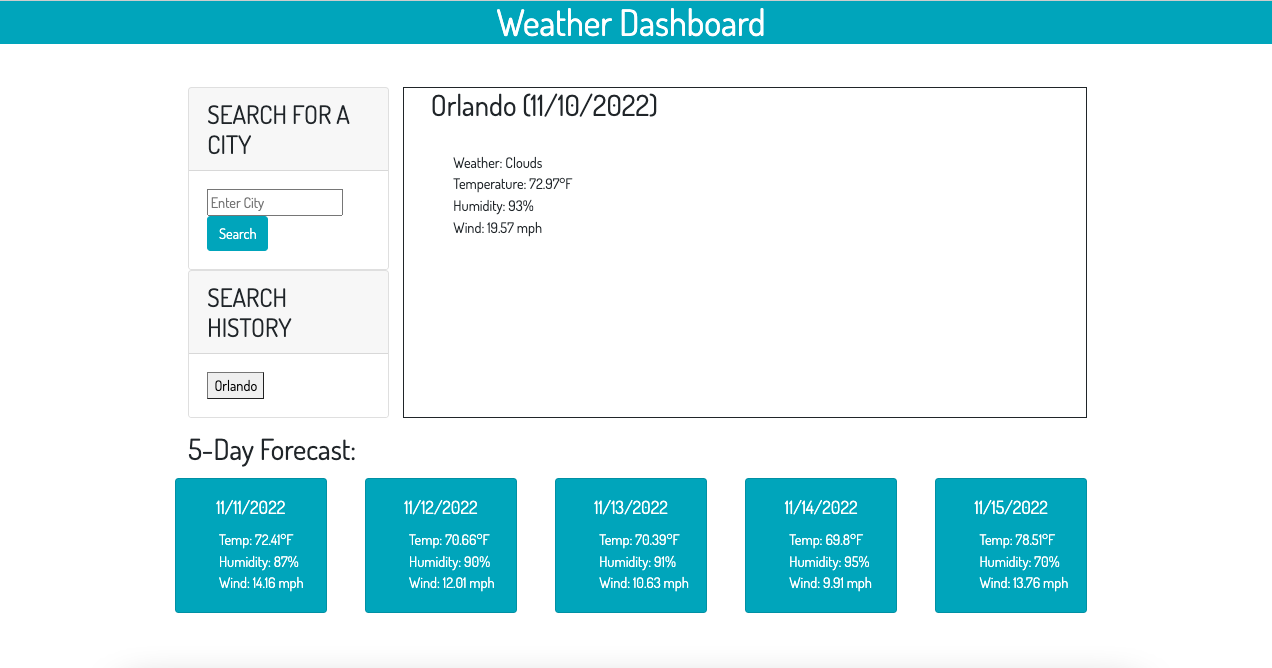 Weather Dashboard
SEARCH FOR A
CITY
Enter City
Search
SEARCH
HISTORY
Orlando
Orlando (11/10/2022)
Weather: Clouds
Temperature: 72.97°F
Humidity: 93%
Wind: 19.57 mph
5-Day Forecast:
11/11/2022
Temp: 72.41°F
Humidity: 87%
Wind: 14.16 mph
11/12/2022
Temp: 70.66°F
Humidity: 90%
Wind: 12.01 mph
11/13/2022
Temp: 70.39°F
Humidity: 91%
Wind: 10.63 mph
11/14/2022
Temp: 69.8°F
Humidity: 95%
Wind: 9.91 mph
11/15/2022
Temp: 78.51°F
Humidity: 70%
Wind: 13.76 mph